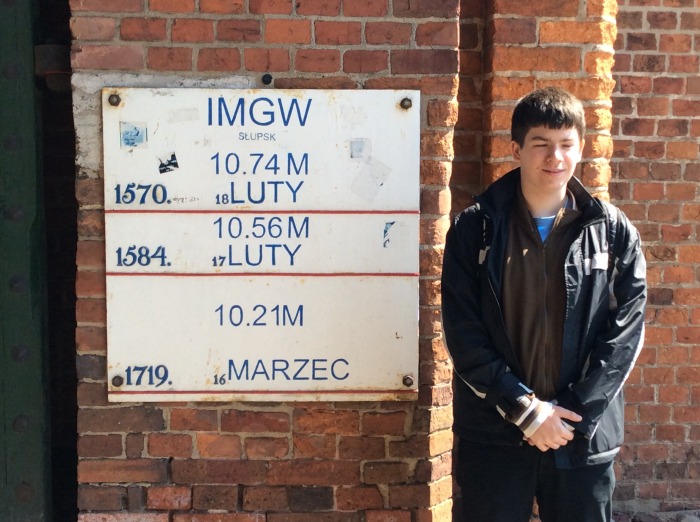 IMGW
SŁUPSK
10.74 M
1570. 18 LUTY
10.56 M
1584. 17 LUTY
10.21M
1719. 16 MARZEC